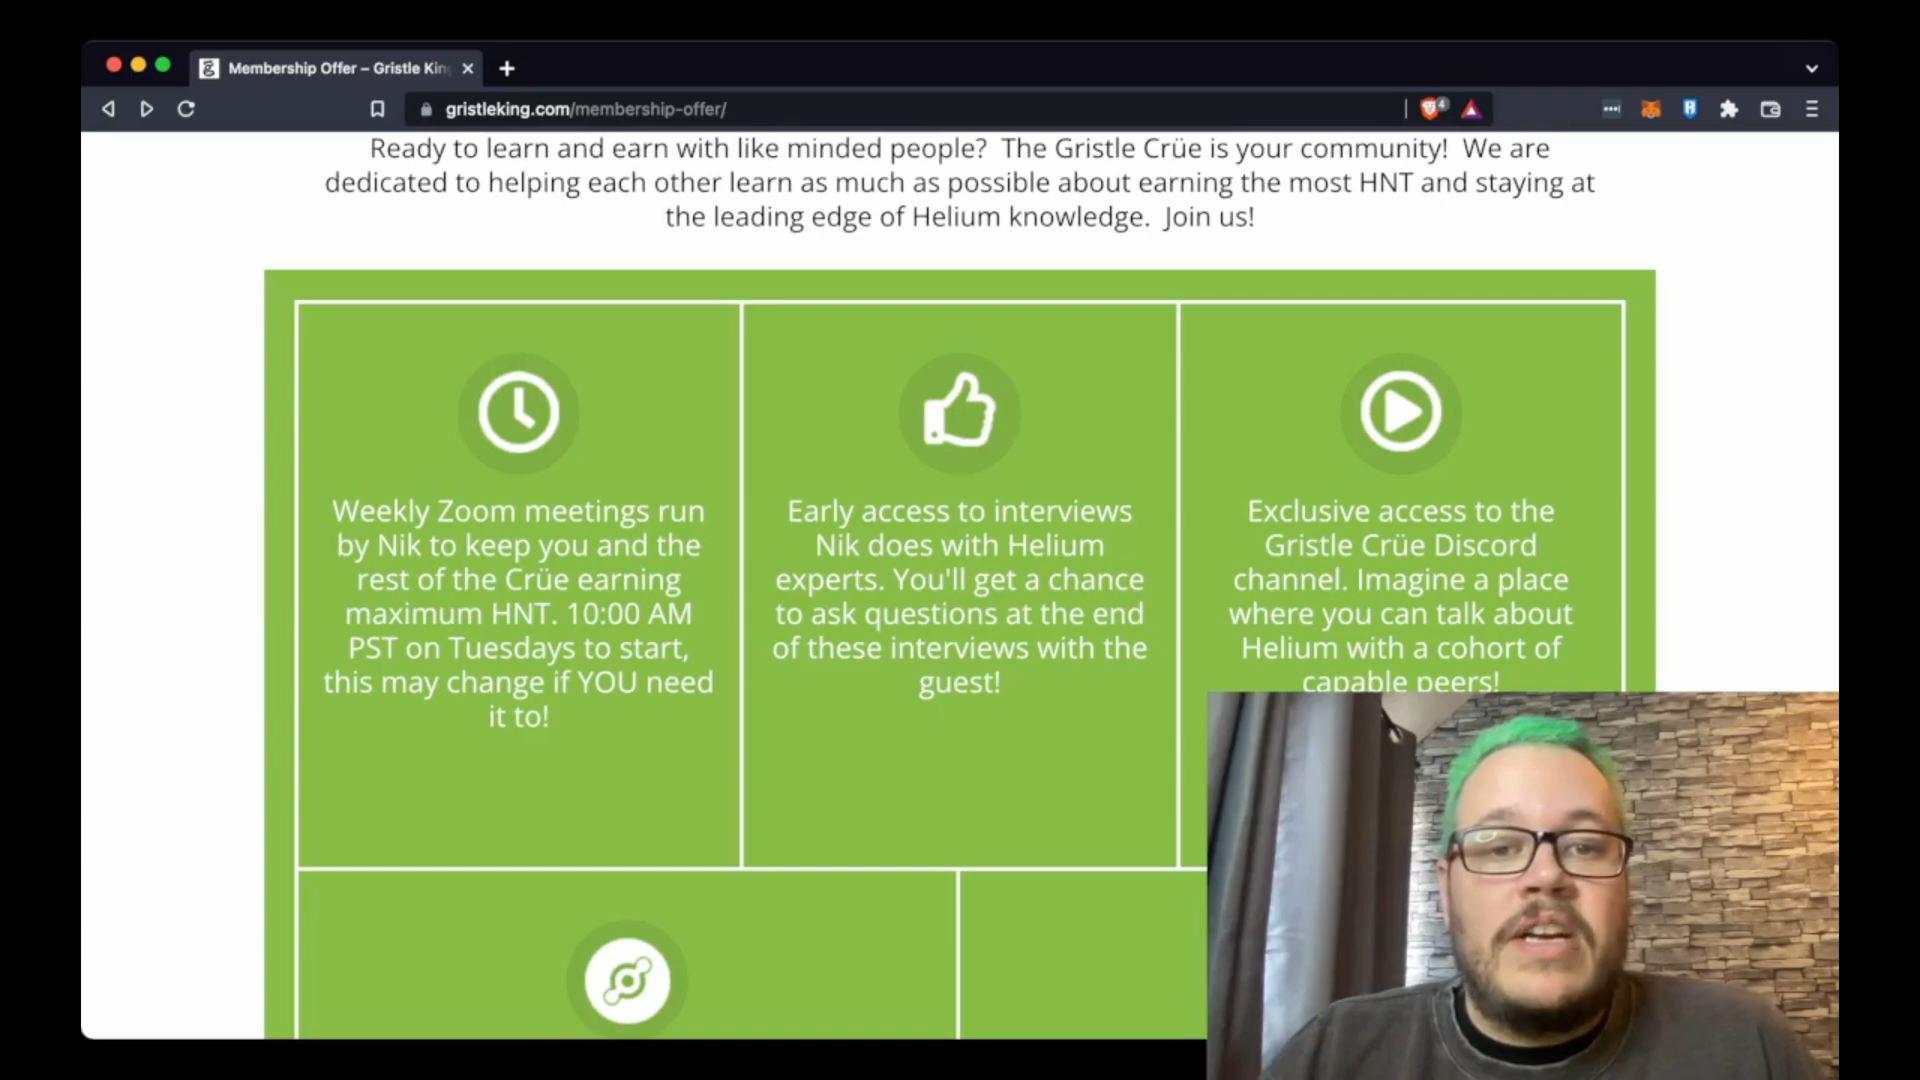 Membership Offer – Gristle Kin
gristleking.com/membership-offer/
4
Ready to learn and earn with like minded people? The Gristle Crüe is your community! We are
dedicated to helping each other learn as much as possible about earning the most HNT and staying at
the leading edge of Helium knowledge. Join us!
Weekly Zoom meetings run
by Nik to keep you and the
rest of the Crüe earning
maximum HNT. 10:00 AM
PST on Tuesdays to start,
this may change if YOU need
it to!
Early access to interviews
Nik does with Helium
experts. You'll get a chance
to ask questions at the end
of these interviews with the
guest!
Exclusive access to the
Gristle Crüe Discord
channel. Imagine a place
where you can talk about
Helium with a cohort of
capable peers!